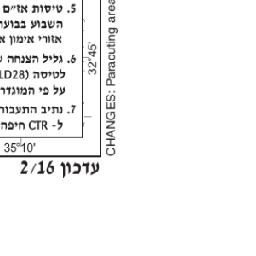 5. טיסות אז״מ
השבוע בבוער
אזורי אימון א
6. גליל הצנחה
לטיסה (LD28
על פי המוגדר
7. נתיב התעבור
ל- CTR חיפה
32°45'
35°10'
CHANGES: Paracuting area
עדכון 2/16